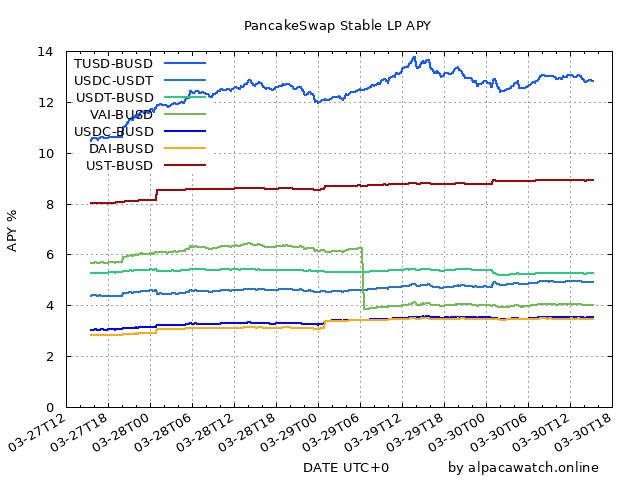 PancakeSwap Stable LP APY
14
12
10
8
6
4
2
0
APY %
TUSD-BUSD
USDC-USDT
USDT-BUSD
VAI-BUSD
USDC-BUSD
DAI-BUSD
UST-BUSD
03-27T12
03-27T18
03-28T00
03-28T06
03-28T12
03-28T18
03-29T00
03-29T06
03-29T12
03-29T18
03-30T00
03-30T06
03-30T12
03-30T18
DATE UTC+0
by alpacawatch.online